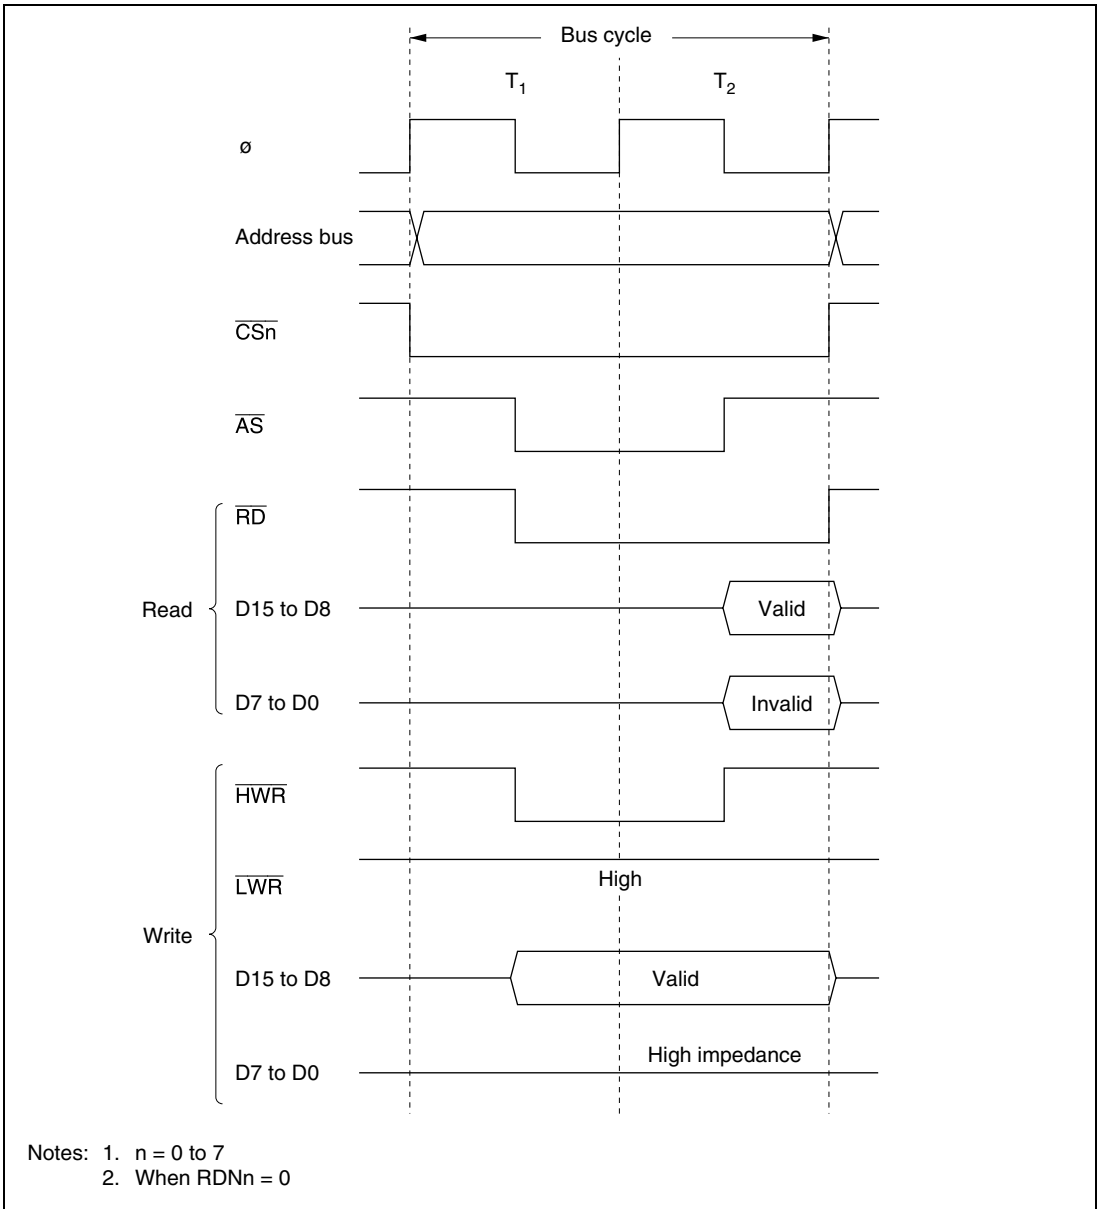 Bus cycle
T1 T2
ø
Address bus
CSn
AS
RD
Read D15 to D8 Valid
D7 to D0 Invalid
HWR
LWR High
Write
D15 to D8 Valid
D7 to D0 High impedance
Notes: 1. n = 0 to 7
2. When RDNn = 0